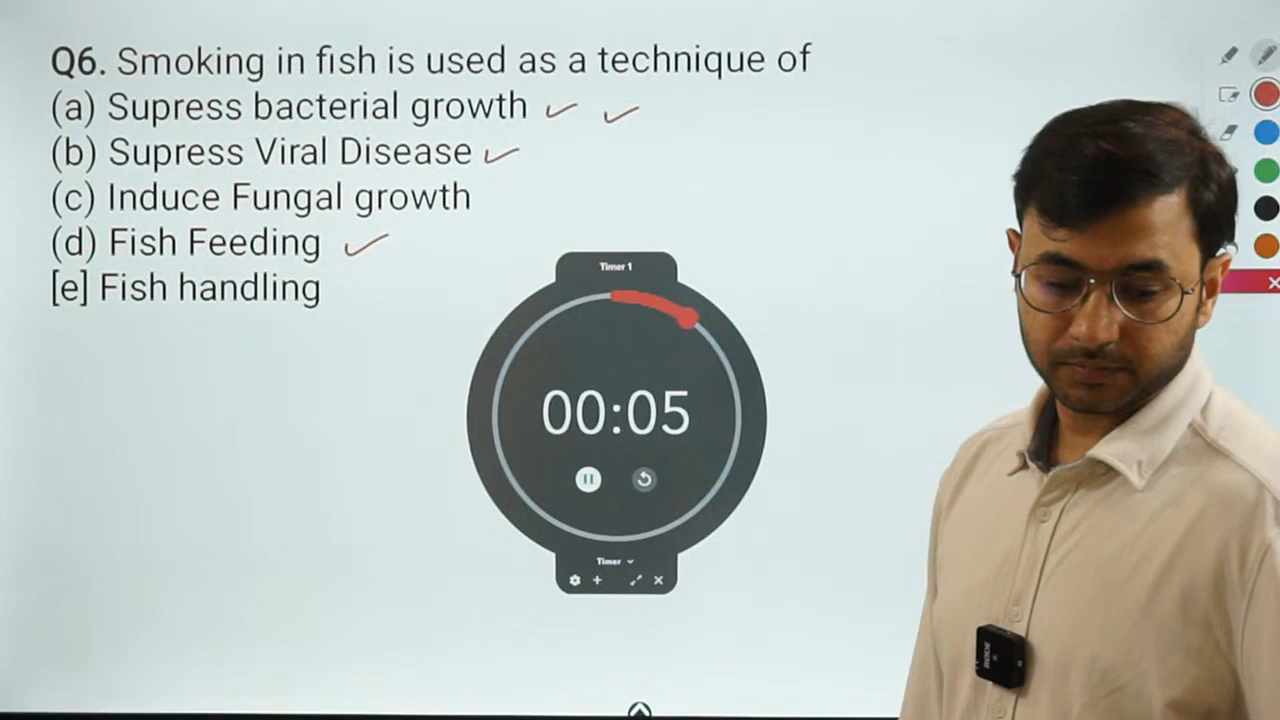 Q6. Smoking in fish is used as a technique of
(a) Supress bacterial growth
(b) Supress Viral Disease
(c) Induce Fungal growth
(d) Fish Feeding
[e] Fish handling
Timer 1
00:05
Timer
RODE